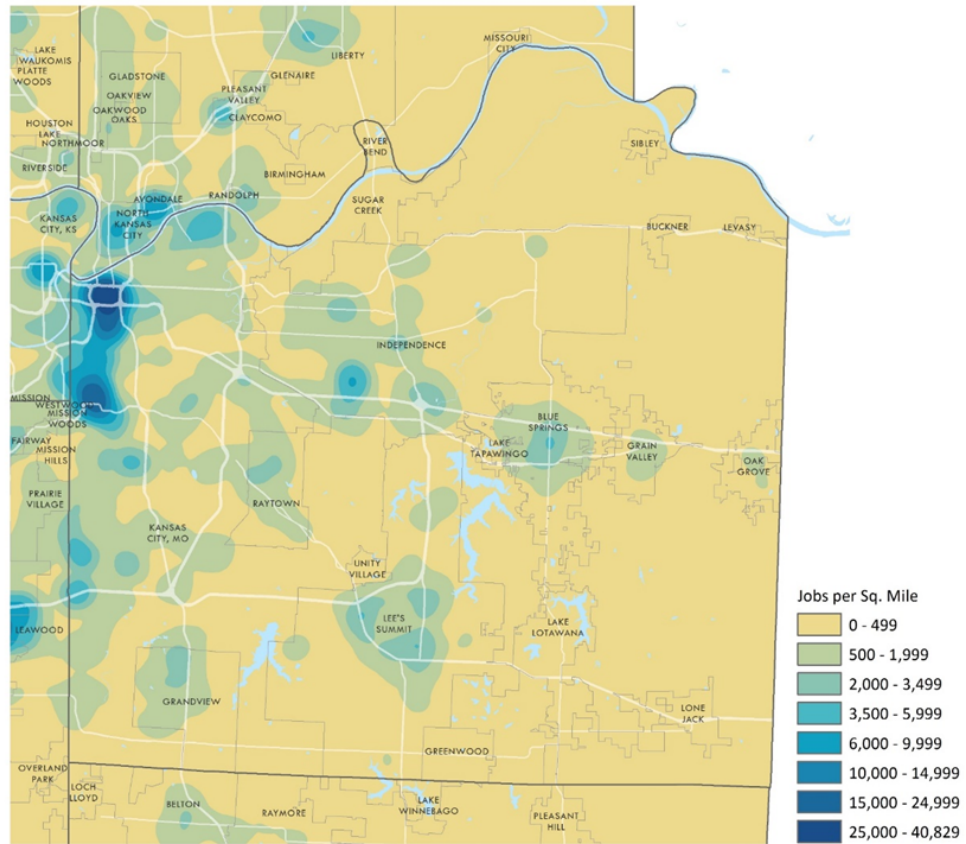 MISSOURI
CITY
LAKE
WAUKOMIS
PLATTE
WOODS
LIBERTY
GLADSTONE
GLENAIRE
OAKVIEW
PLEASANT
VALLEY
OAKWOOD
OAKS
CLAYCOMO
HOUSTON
LAKE
NORTHMOOR
RIVER
BEND
SIBLEY
RIVERSIDE
BIRMINGHAM
AVONDALE
RANDOLPH
SUGAR
CREEK
KANSAS
CITY, KS
NORTH
KANSAS
CITY
BUCKNER
LEVASY
INDEPENDENCE
MISSION
WESTWOOD
MISSION
WOODS
BLUE
SPRINGS
FAIRWAY
MISSION
HILLS
LAKE
TAPAWINGO
GRAIN
VALLEY
OAK
GROVE
PRAIRIE
VILLAGE
RAYTOWN
KANSAS
CITY, MO
UNITY
VILLAGE
LEAWOOD
LEE'S
SUMMIT
LAKE
LOTAWANA
GRANDVIEW
LONE
JACK
GREENWOOD
OVERLAND
PARK
LOCH
LLOYD
BELTON
RAYMORE
LAKE
WINNEBAGO
PLEASANT
HILL
Jobs per Sq. Mile
0 - 499
500 - 1,999
2,000 - 3,499
3,500 - 5,999
6,000 - 9,999
10,000 - 14,999
15,000 - 24,999
25,000 - 40,829